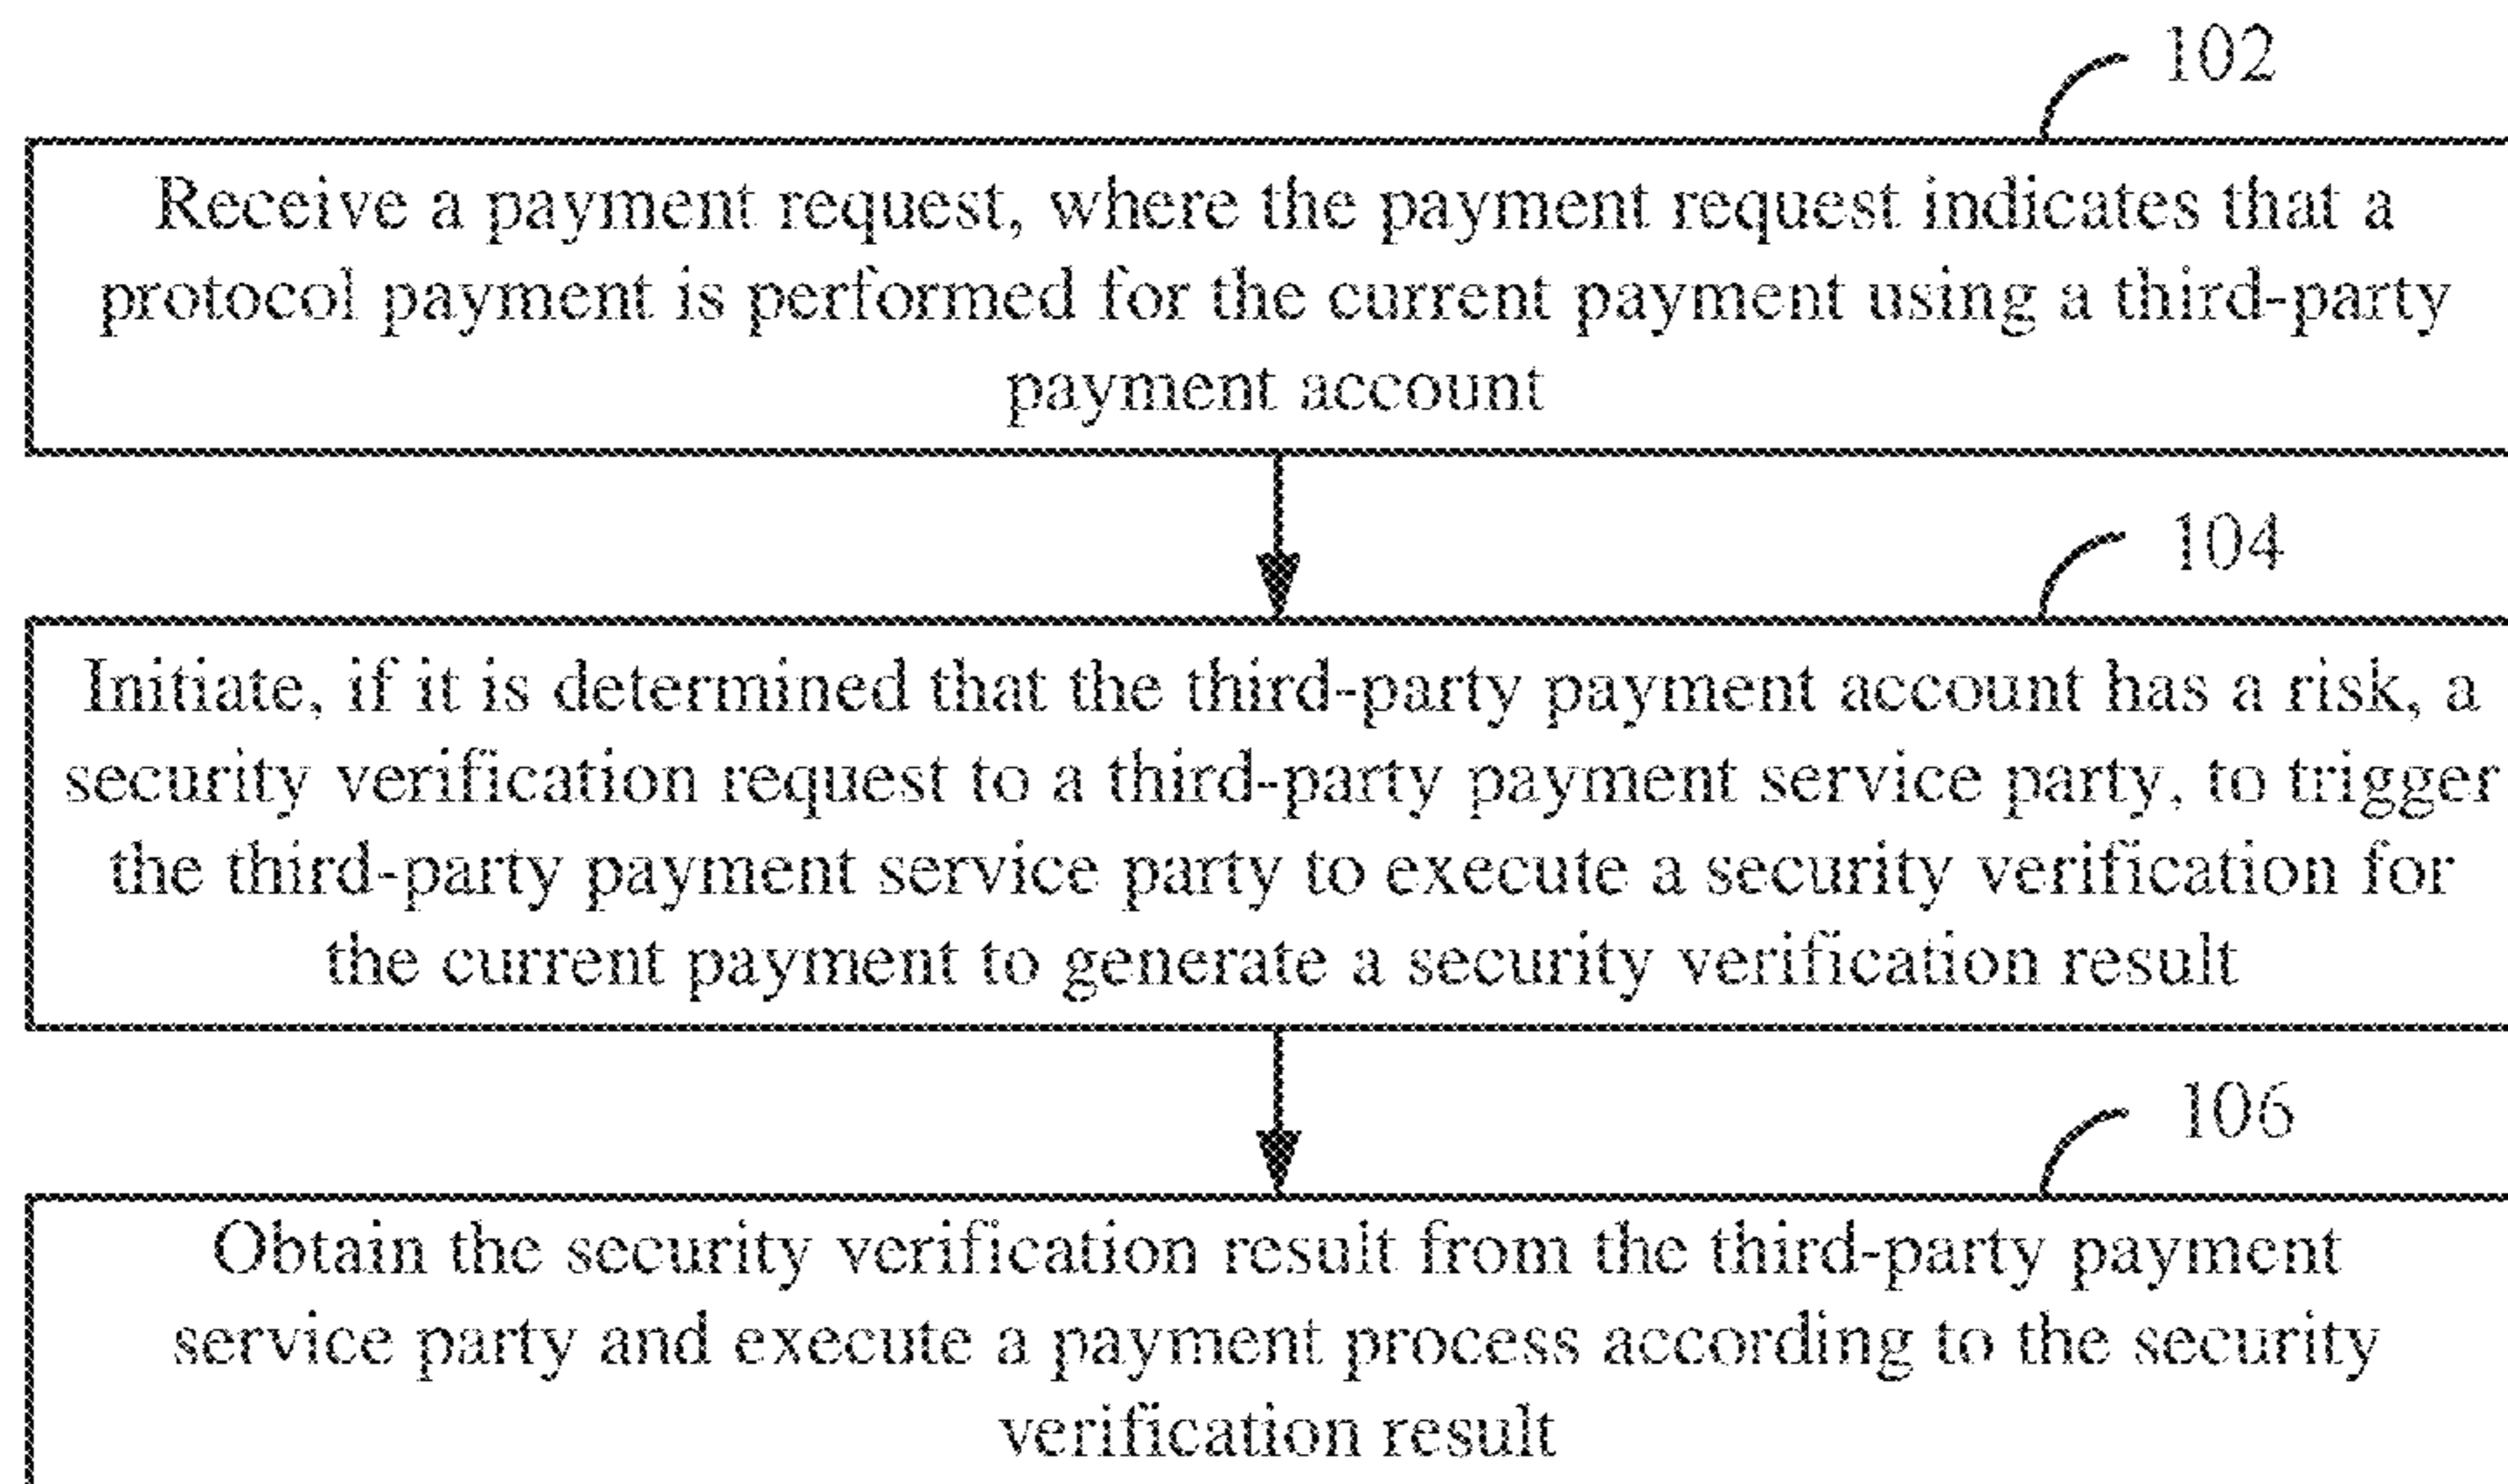 102
Receive a payment request, where the payment request indicates that a
protocol payment is performed for the current payment using a third-party
payment account
104
Initiate, if it is determined that the third-party payment account has a risk, a
security verification request to a third-party payment service party, to trigger
the third-party payment service party to execute a security verification for
the current payment to generate a security verification result
106
Obtain the security verification result from the third-party payment
service party and execute a payment process according to the security
verification result